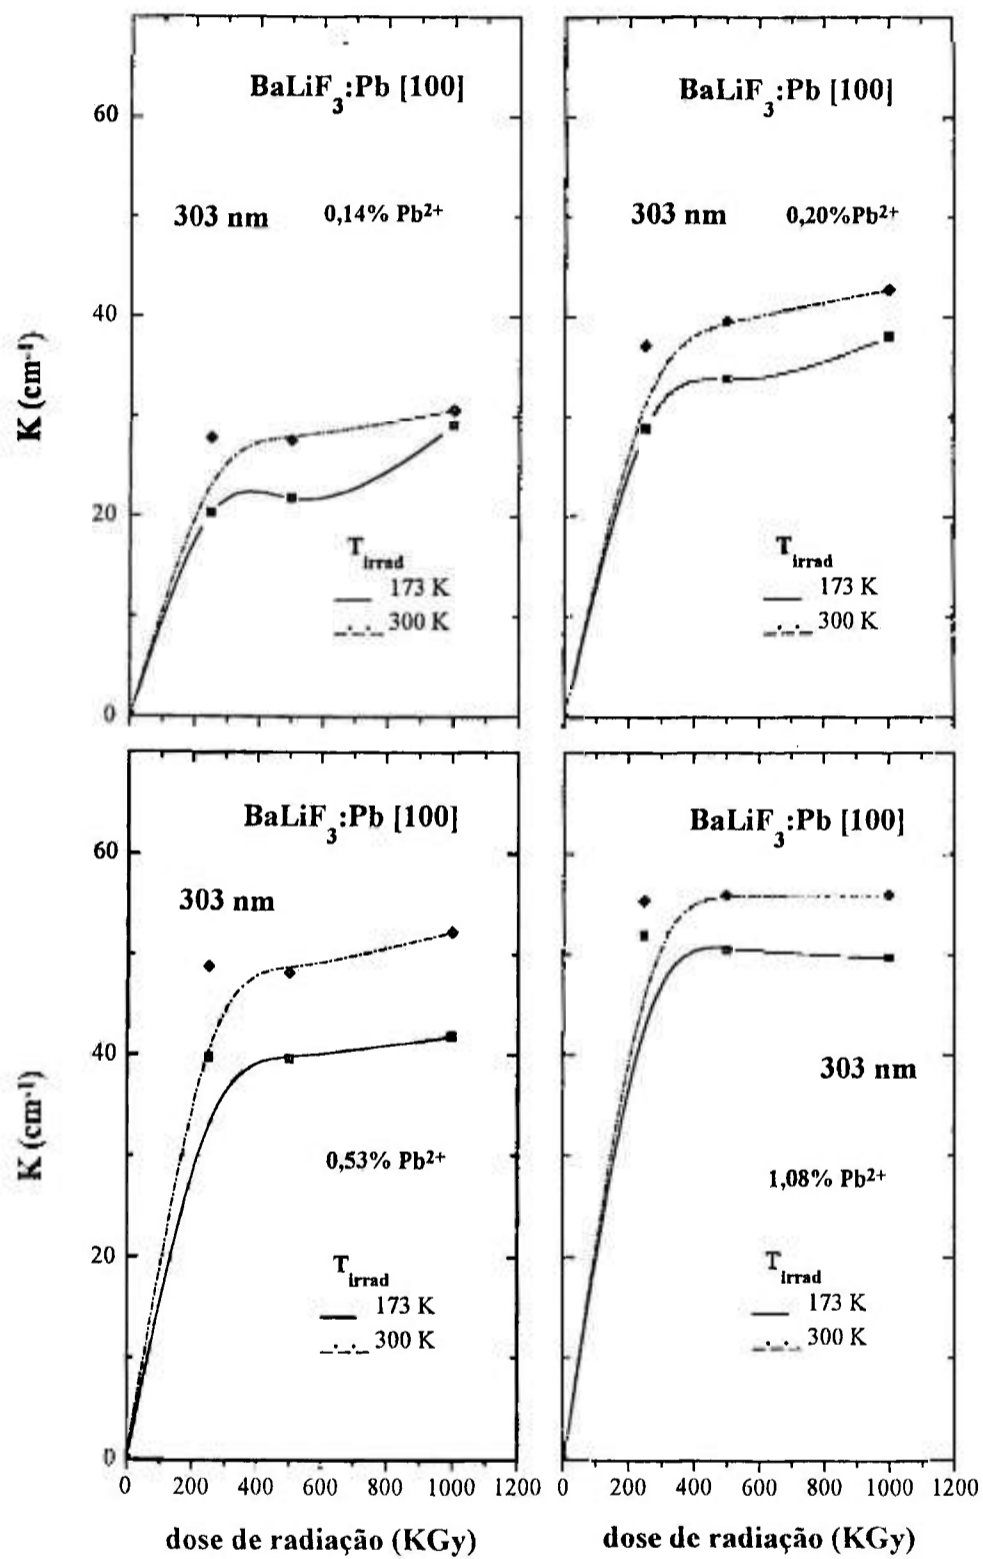 BaLiF3:Pb [100]
303 nm 0,14% Pb2+
60
40
20
0
K (cm-1)
Tirrad
173 K
300 K
BaLiF3:Pb [100]
303 nm 0,20%Pb2+
Tirrad
173 K
300 K
BaLiF3:Pb [100]
303 nm
60
40
20
0
K (cm-1)
0,53% Pb2+
Tirrad
173 K
300 K
0 200 400 600 800 1000 1200
dose de radiação (KGy)
BaLiF3:Pb [100]
303 nm
1,08% Pb2+
Tirrad
173 K
300 K
0 200 400 600 800 1000 1200
dose de radiação (KGy)